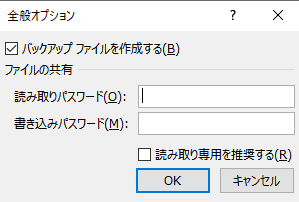 全般オプション
?
×
バックアップ ファイルを作成する(B)
ファイルの共有
読み取りパスワード(O):
書き込みパスワード(M):
読み取り専用を推奨する(R)
OK キャンセル